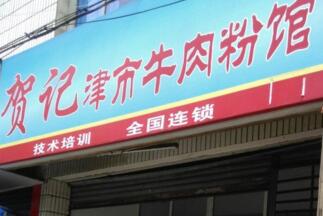 贺记津市牛肉粉馆
技术培训 全国连锁